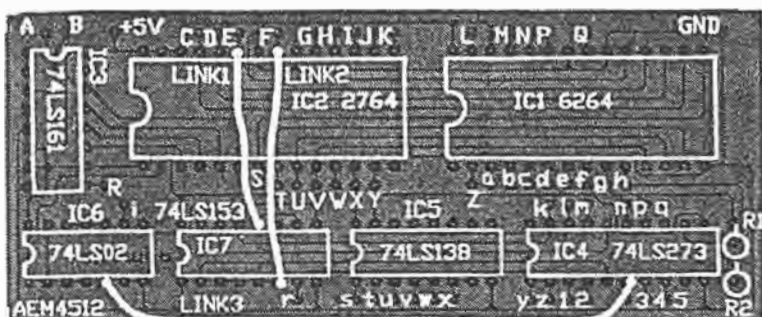 A B +5V C D E F G H I J K L M N P Q GND
IC3 74LS161 LINK1 LINK2
IC2 2764 IC1 6264
R S T U V W X Y Z a b c d e f g h
IC6 i 74LS153 IC5 k l m n p q R1
74LS02 IC7 74LS138 IC4 74LS273
AEM4512 LINK3 r s t u v w x y z 1 2 3 4 5 R2